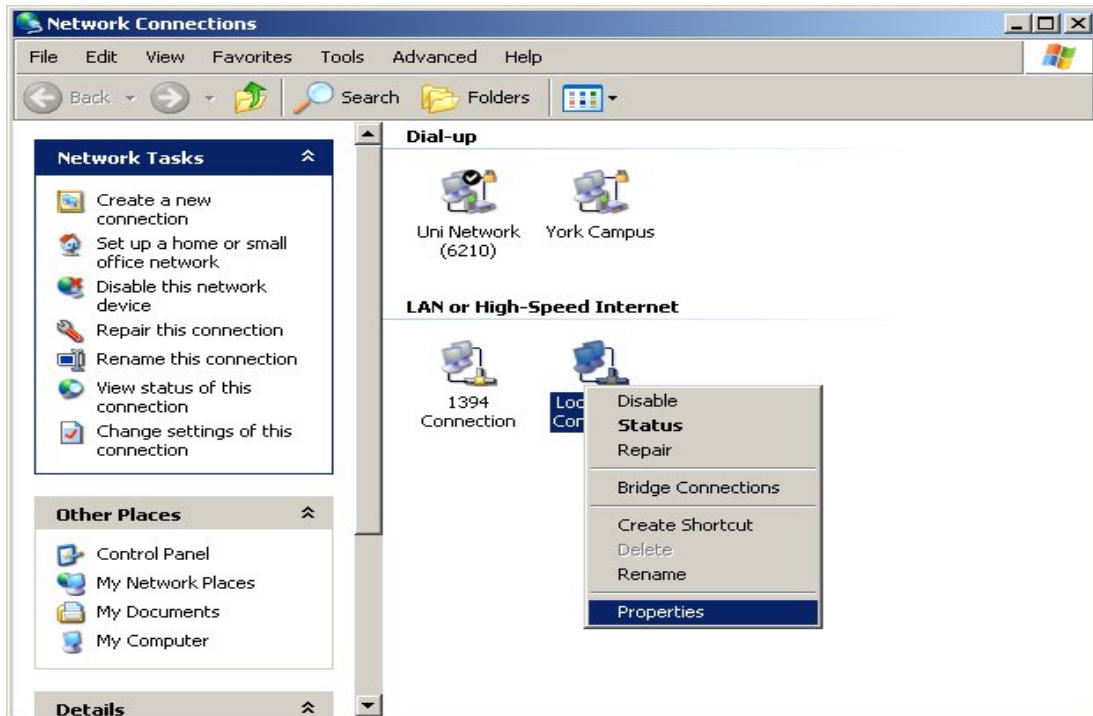 Network Connections
File Edit View Favorites Tools Advanced Help
Back Search Folders
Network Tasks
Create a new
connection
Set up a home or small
office network
Disable this network
device
Repair this connection
Rename this connection
View status of this
connection
Change settings of this
connection
Other Places
Control Panel
My Network Places
My Documents
My Computer
Details
Dial-up
Uni Network
(6210)
York Campus
LAN or High-Speed Internet
1394
Connection
Loc
Con
Disable
Status
Repair
Bridge Connections
Create Shortcut
Delete
Rename
Properties